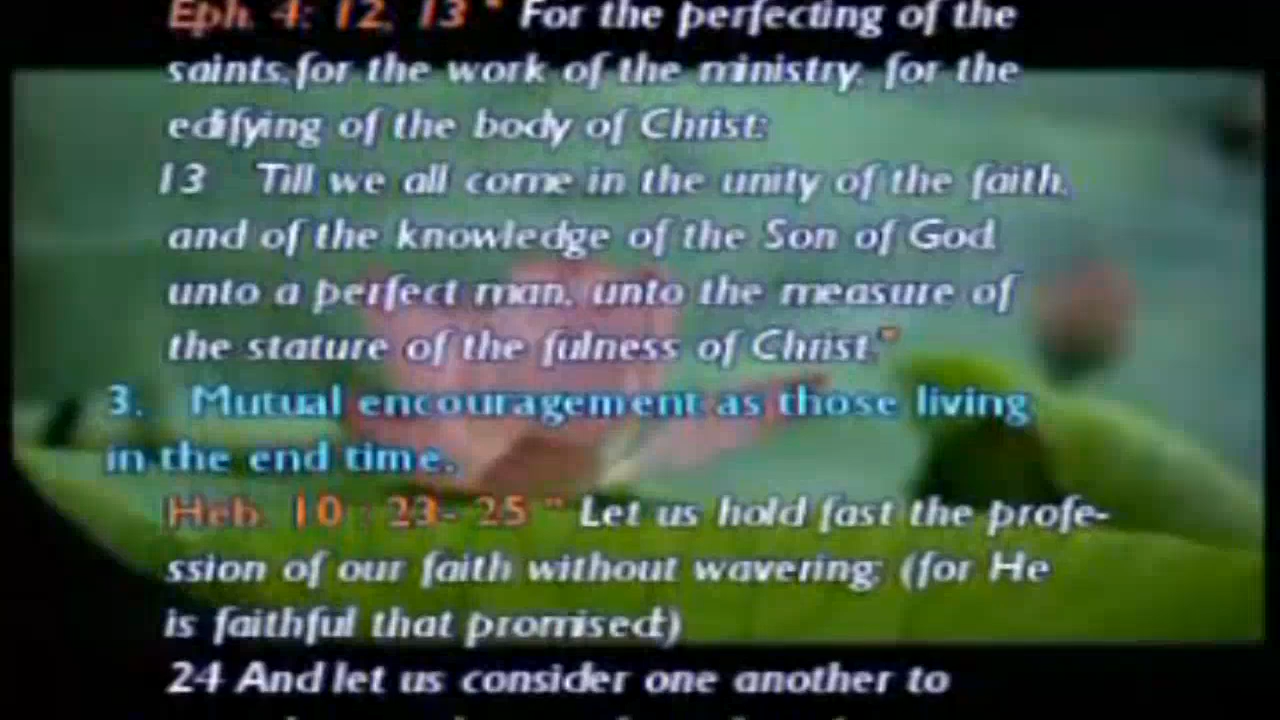 Eph. 4: 12, 13 " For the perfecting of the
saints,for the work of the ministry, for the
edifying of the body of Christ:
13 Till we all come in the unity of the faith,
and of the knowledge of the Son of God,
unto a perfect man, unto the measure of
the stature of the fulness of Christ."
3. Mutual encouragement as those living
in the end time.
Heb. 10 : 23- 25 " Let us hold fast the profe-
ssion of our faith without wavering; (for He
is faithful that promised;)
24 And let us consider one another to